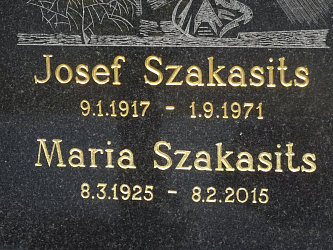 Josef Szakasits
9.1.1917 - 1.9.1971
Maria Szakasits
8.3.1925 - 8.2.2015